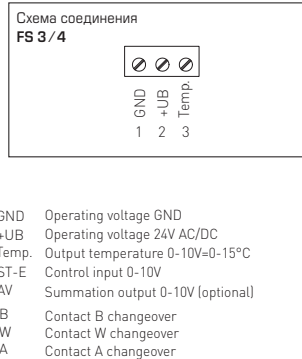 Схема соединения
FS 3/4
GND +UB Temp.
1 2 3
GND Operating voltage GND
+UB Operating voltage 24V AC/DC
Temp. Output temperature 0-10V=0-15°C
ST-E Control input 0-10V
AV Summation output 0-10V (optional)
B Contact B changeover
W Contact W changeover
A Contact A changeover